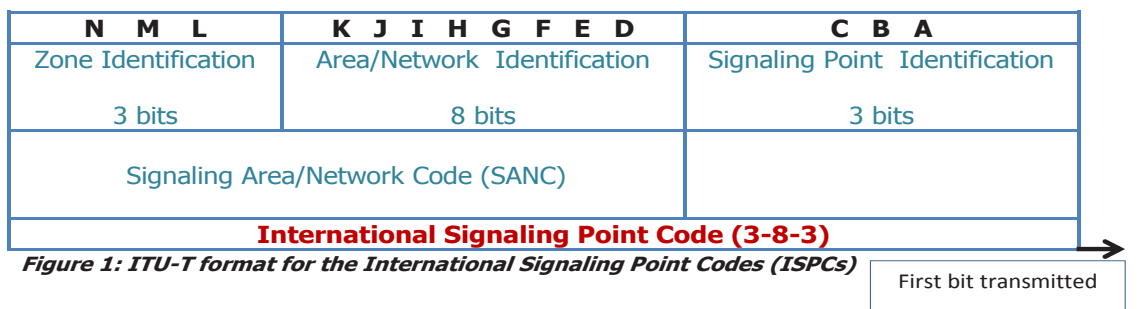 N M L K J I H G F E D C B A
Zone Identification Area/Network Identification Signaling Point Identification
3 bits 8 bits 3 bits
Signaling Area/Network Code (SANC)
International Signaling Point Code (3-8-3)
Figure 1: ITU-T format for the International Signaling Point Codes (ISPCs)
First bit transmitted